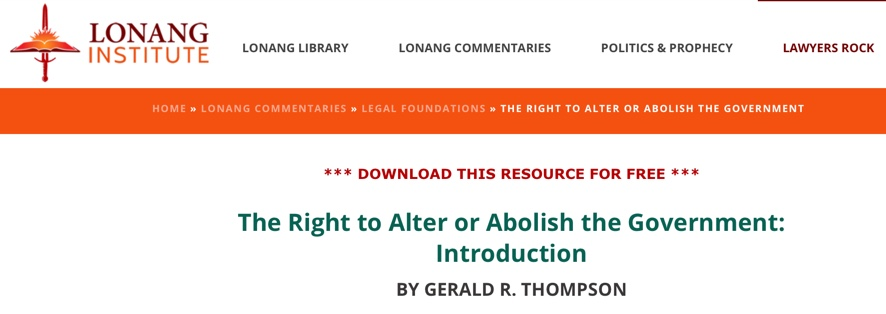 LONANG
INSTITUTE
LONANG LIBRARY LONANG COMMENTARIES POLITICS & PROPHECY LAWYERS ROCK
HOME » LONANG COMMENTARIES » LEGAL FOUNDATIONS » THE RIGHT TO ALTER OR ABOLISH THE GOVERNMENT
*** DOWNLOAD THIS RESOURCE FOR FREE ***
The Right to Alter or Abolish the Government:
Introduction
BY GERALD R. THOMPSON